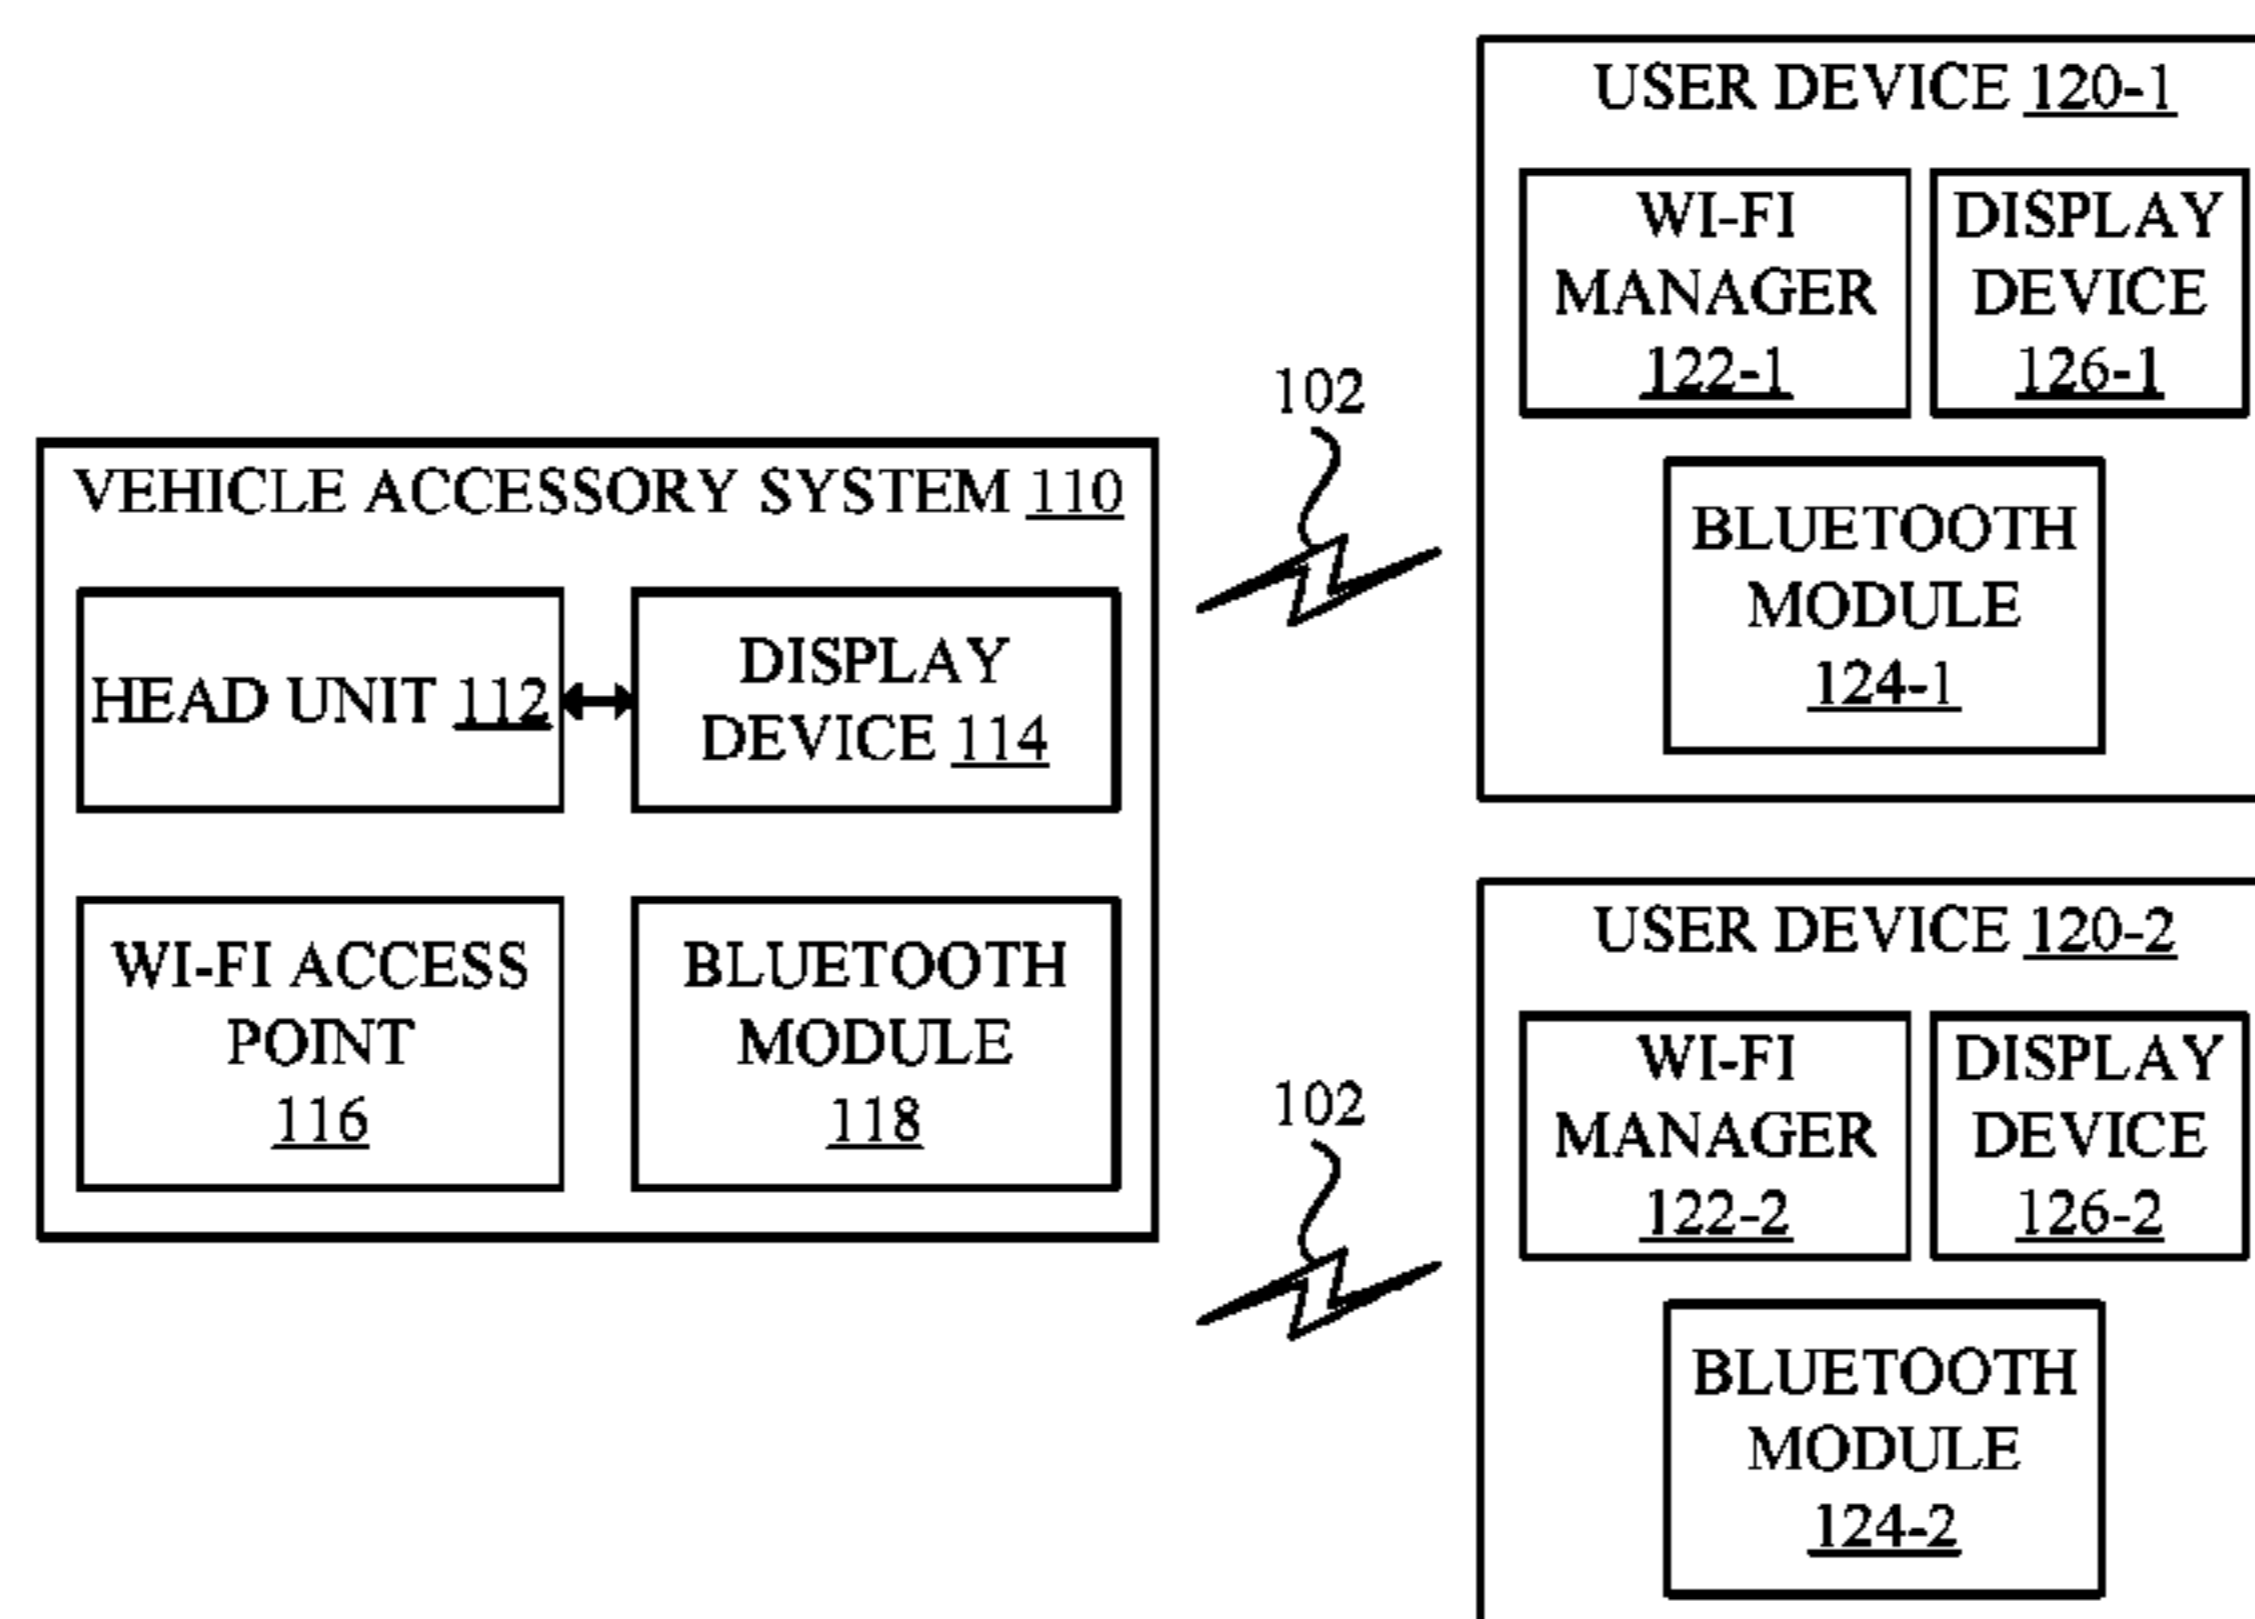 USER DEVICE 120-1
WI-FI
MANAGER
122-1
DISPLAY
DEVICE
126-1
BLUETOOTH
MODULE
124-1
102
VEHICLE ACCESSORY SYSTEM 110
HEAD UNIT 112
DISPLAY
DEVICE 114
WI-FI ACCESS
POINT
116
BLUETOOTH
MODULE
118
102
USER DEVICE 120-2
WI-FI
MANAGER
122-2
DISPLAY
DEVICE
126-2
BLUETOOTH
MODULE
124-2